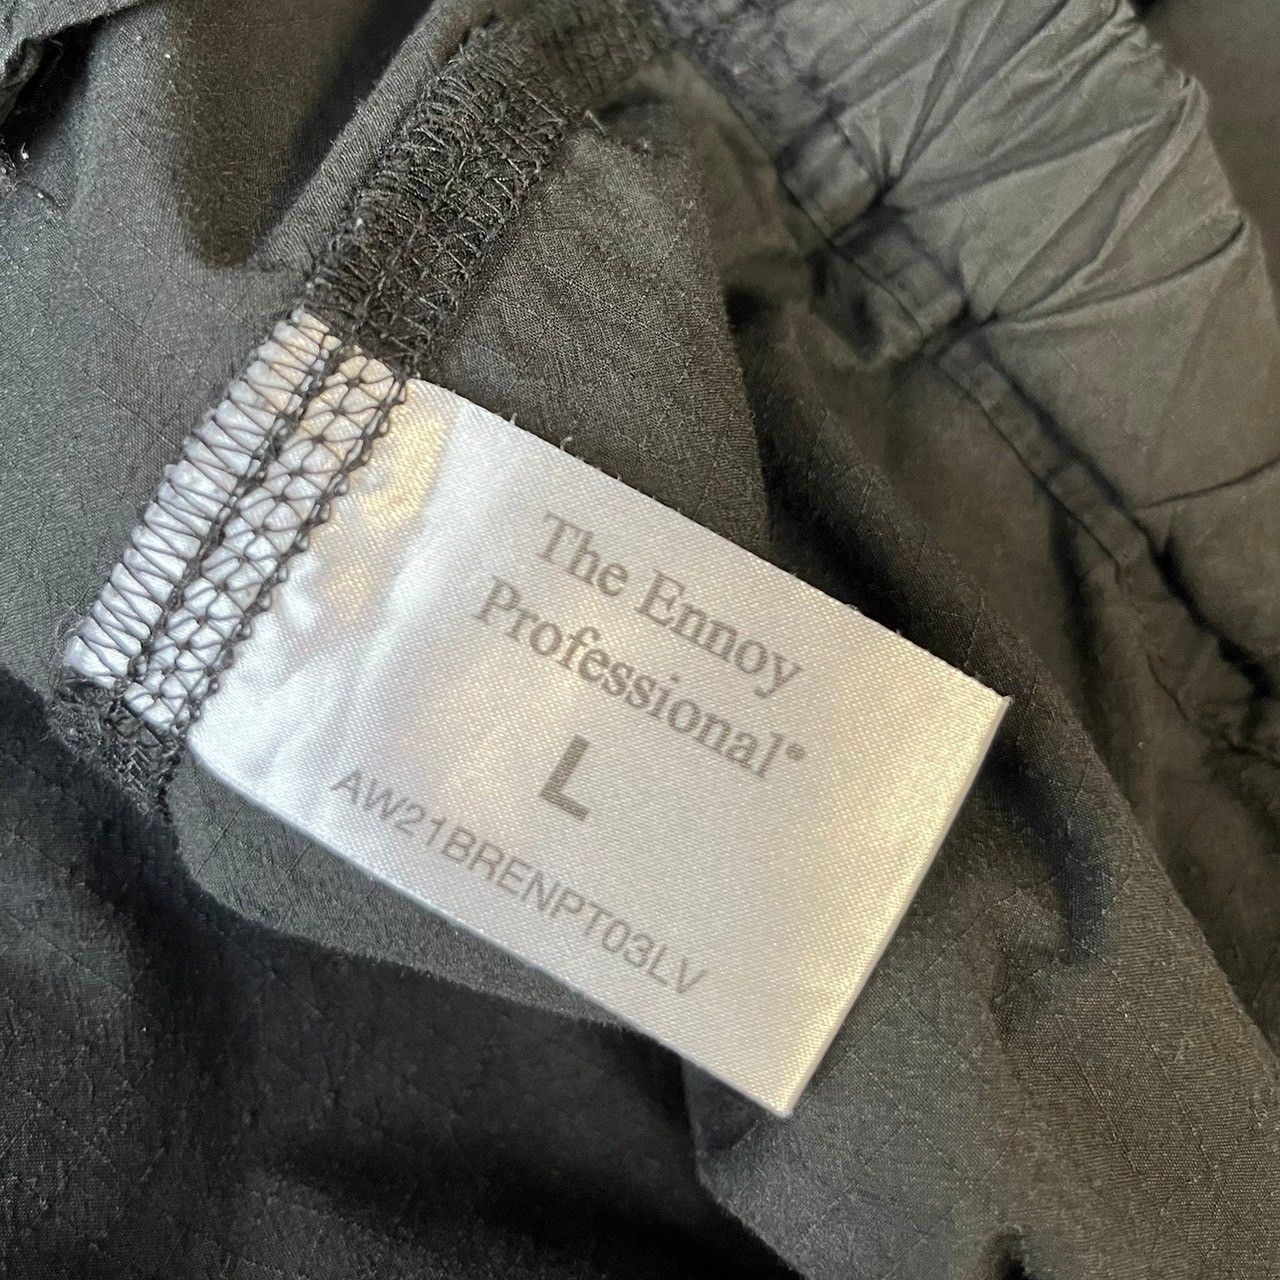 The Ennoy
Professional®
L
AW21BRENPT03LV